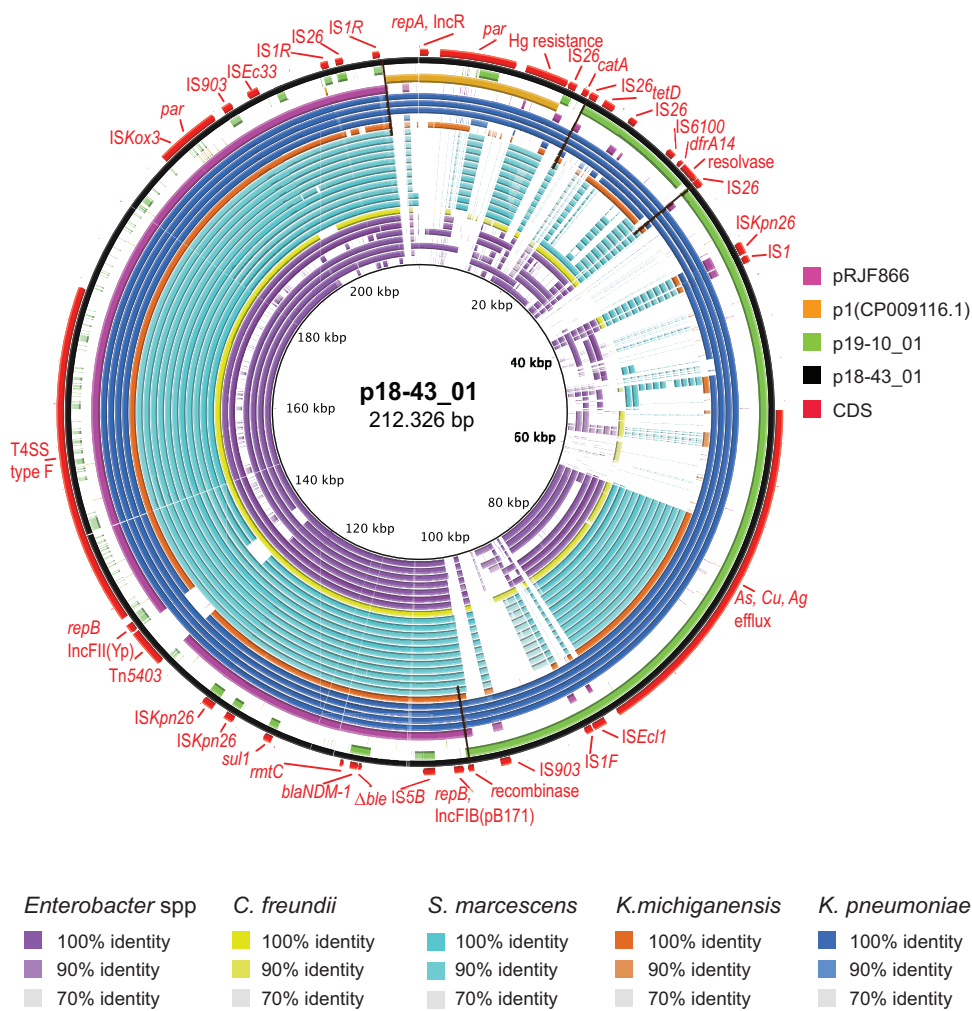 repA, IncR
par
Hg resistance
IS26
catA
IS26
IS26
tetD
IS26
IS6100
dfrA14
resolvase
IS26
ISKpn26
IS1
As, Cu, Ag
efflux
ISEcl1
IS1F
IS903
recombinase
repB,
IncFIB(pB171)
IS5B
Δble
blaNDM-1
rmtC
sul1
ISKpn26
ISKpn26
Tn5403
repB
IncFII(Yp)
T4SS
type F
ISKox3
par
IS903
ISEc33
IS1R
IS26
IS1R
200 kbp
20 kbp
180 kbp
40 kbp
160 kbp
60 kbp
140 kbp
80 kbp
120 kbp
100 kbp
p18-43_01
212.326 bp
pRJF866
p1(CP009116.1)
p19-10_01
p18-43_01
CDS
Enterobacter spp
100% identity
90% identity
70% identity
C. freundii
100% identity
90% identity
70% identity
S. marcescens
100% identity
90% identity
70% identity
K.michiganensis
100% identity
90% identity
70% identity
K. pneumoniae
100% identity
90% identity
70% identity